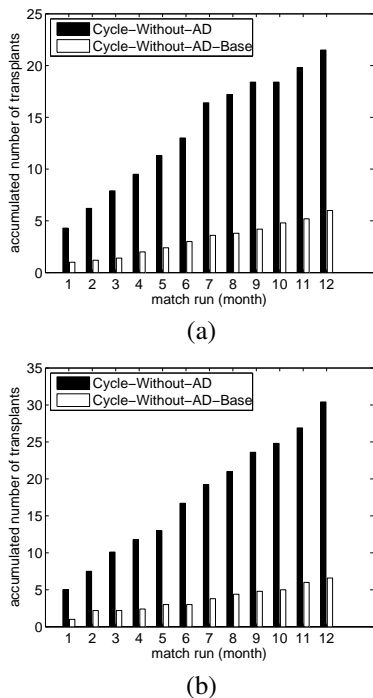 25
20
15
10
5
0
accumulated number of transplants
Cycle-Without-AD
Cycle-Without-AD-Base
1 2 3 4 5 6 7 8 9 10 11 12
match run (month)
(a)
35
30
25
20
15
10
5
0
accumulated number of transplants
Cycle-Without-AD
Cycle-Without-AD-Base
1 2 3 4 5 6 7 8 9 10 11 12
match run (month)
(b)